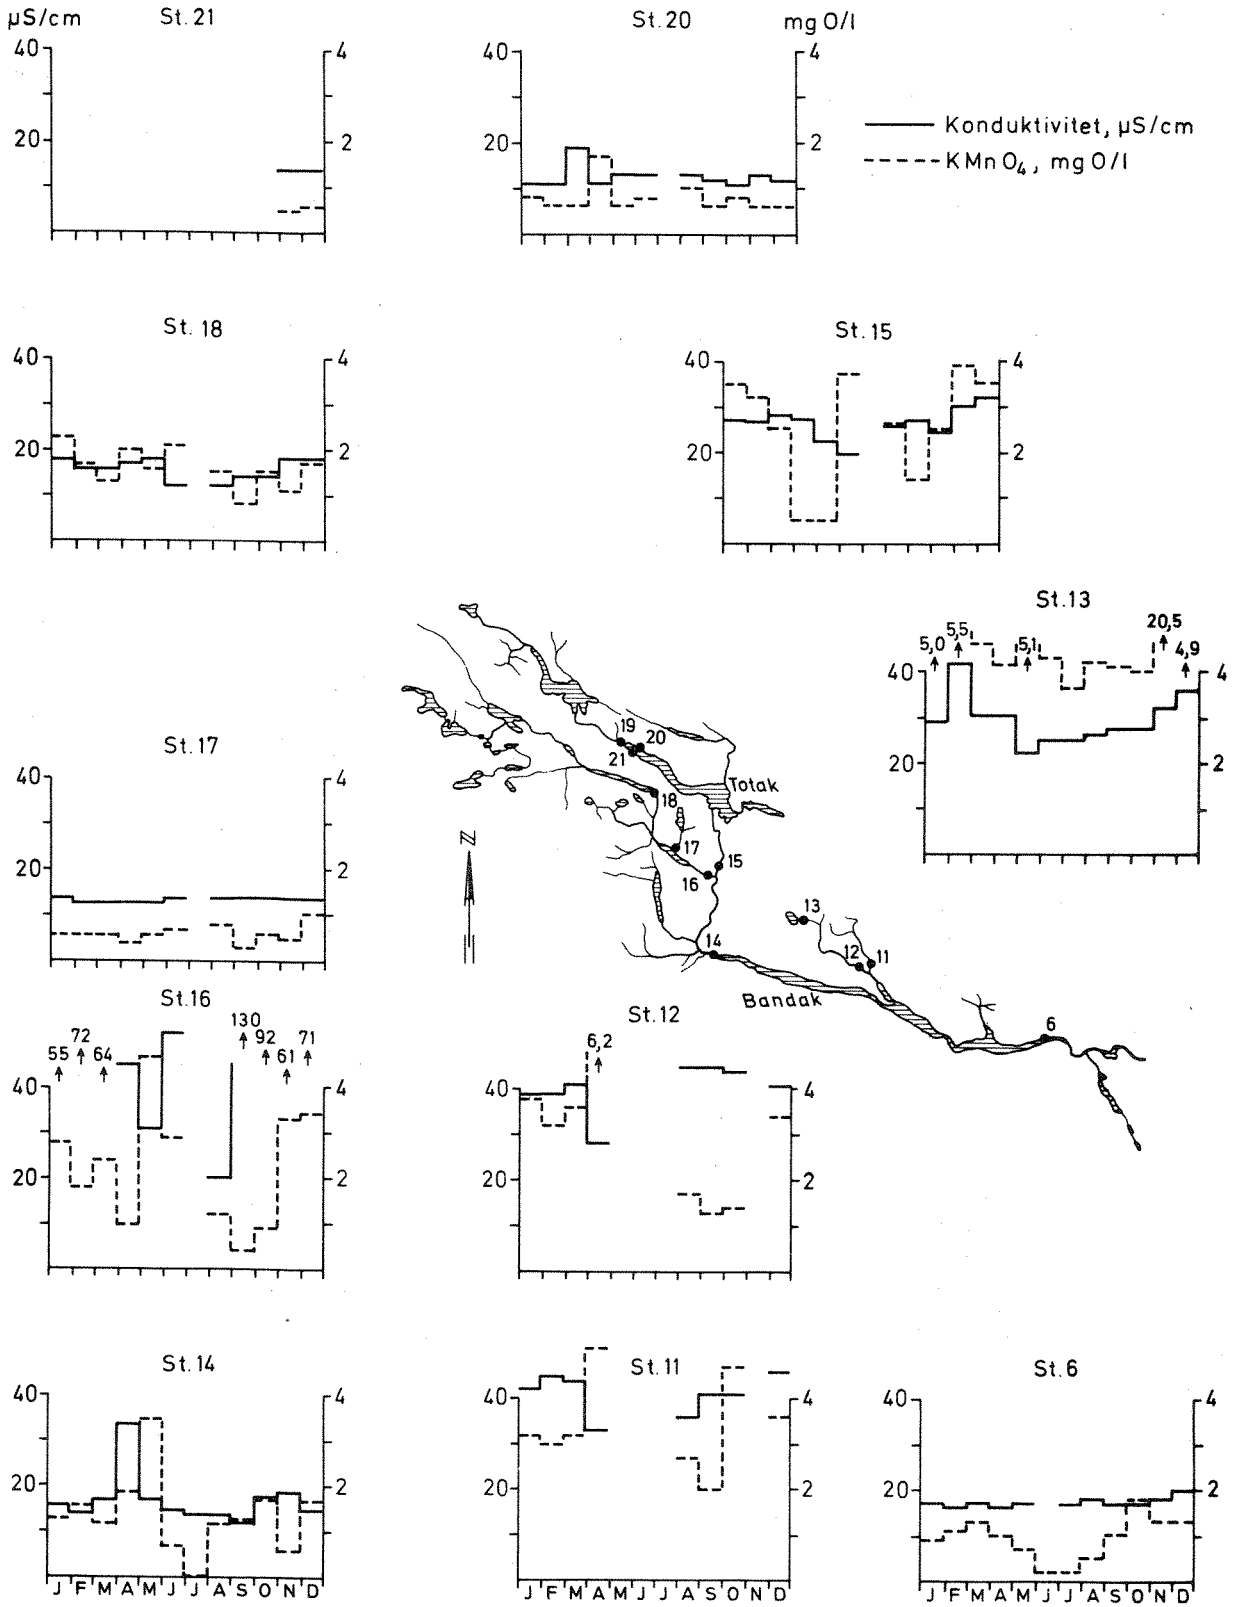 µS/cm St.21 St.20 mg O/l
40 4 40 4
20 2 20 2
Konduktivitet, µS/cm
KMnO4, mg O/l
St.18
40 4
20 2
St.15
40 4
20 2
St.13
5,0 5,5 5,1 20,5 4,9
40 4
20 2
St.17
40 4
20 2
19
20
21
Totak
18
N
17
15
16
13
14
12
11
Bandak
6
St.16
55 72 64 130 92 61 71
40 4
20 2
St.12
6,2
40 4
20 2
St.14
40 4
20 2
J F M A M J J A S O N D
St.11
40 4
20 2
J F M A M J J A S O N D
St.6
40 4
20 2
J F M A M J J A S O N D